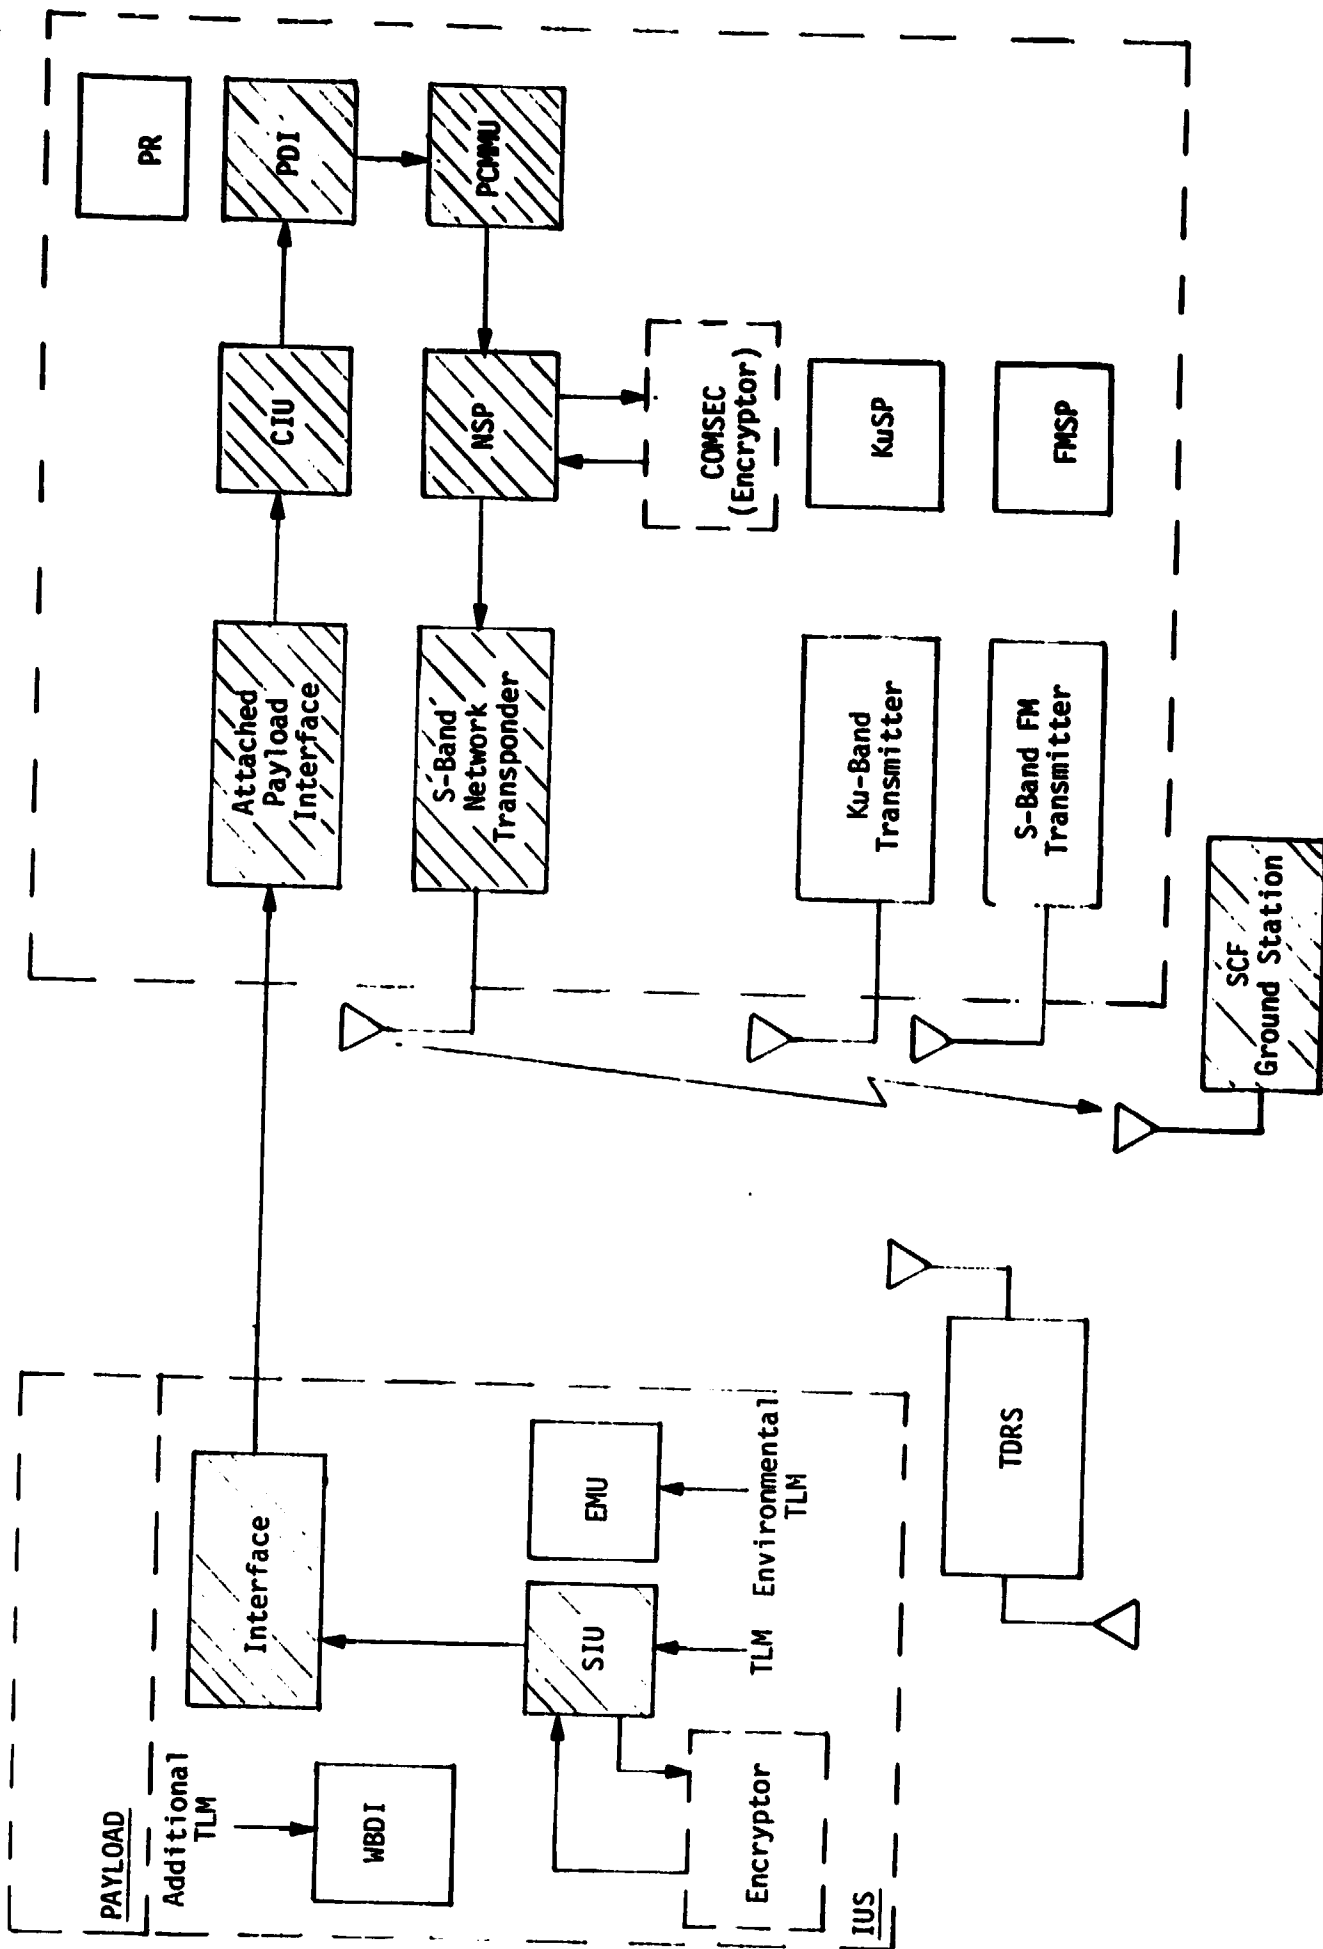 PAYLOAD
Additional
TLM
WBDI
Interface
SIU
EMU
TLM
Environmental
TLM
Encryptor
IUS
TDRS
Attached
Payload
Interface
CIU
PDI
PR
S-Band
Network
Transponder
NSP
PCMMU
COMSEC
(Encryptor)
Ku-Band
Transmitter
KuSP
S-Band FM
Transmitter
FMSP
SCF
Ground Station